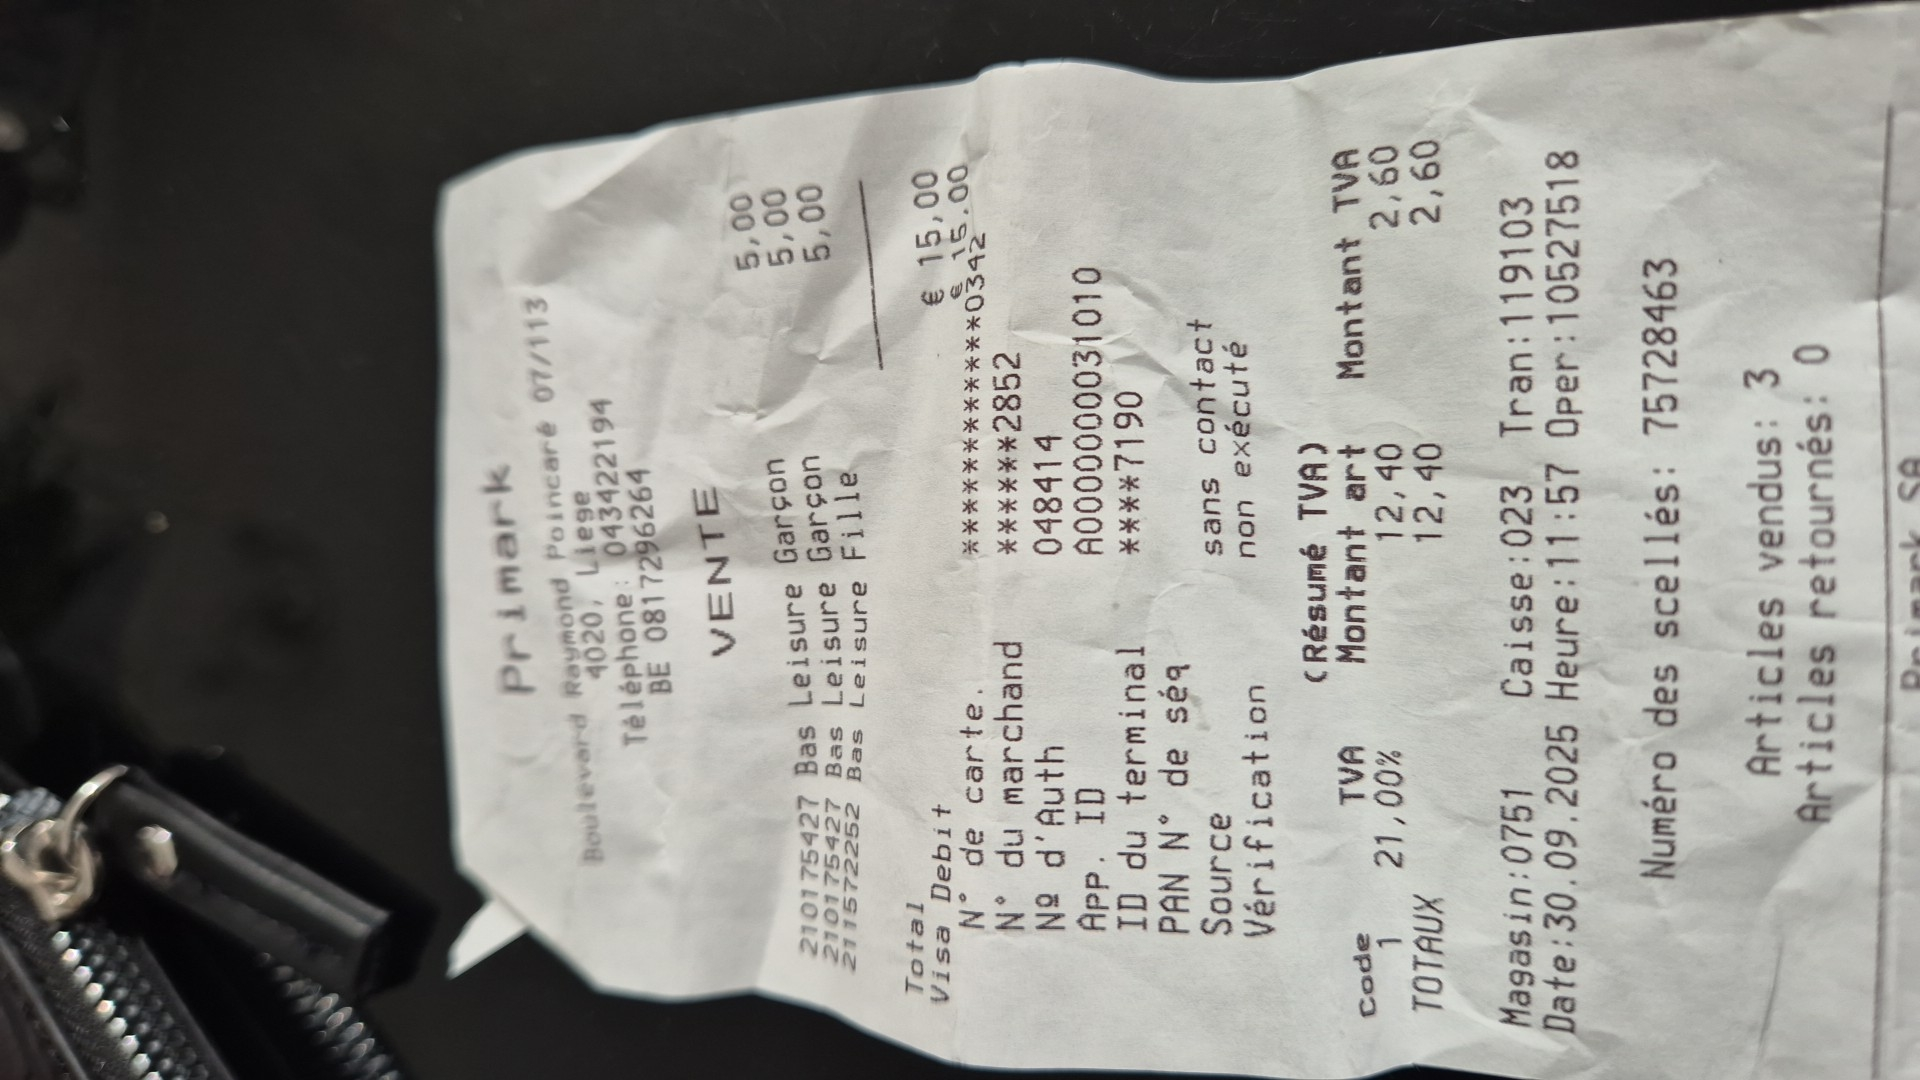 Primark
Boulevard Raymond Poincaré 07/113
4020, Liege
Téléphone: 043422194
BE 0817296264
VENTE
210175427 Bas Leisure Garçon 5,00
210175427 Bas Leisure Garçon 5,00
211572252 Bas Leisure Fille 5,00
Total € 15,00
Visa Debit € 15.00
N° de carte. ***************0342
N° du marchand ******2852
Nº d'Auth 048414
App. ID A0000000031010
ID du terminal ****7190
PAN N° de séq
Source sans contact
Vérification non exécuté
(Résumé TVA)
Code TVA Montant art Montant TVA
1 21,00% 12,40 2,60
TOTAUX 12,40 2,60
Magasin:0751 Caisse:023 Tran:119103
Date:30.09.2025 Heure:11:57 Oper:10527518
Numéro des scellés: 75728463
Articles vendus: 3
Articles retournés: 0
Primark SA